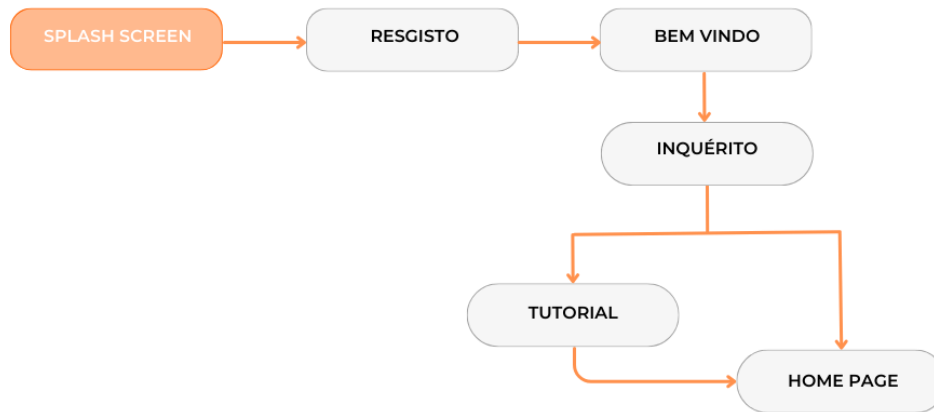 SPLASH SCREEN
RESGISTO
BEM VINDO
INQUÉRITO
TUTORIAL
HOME PAGE